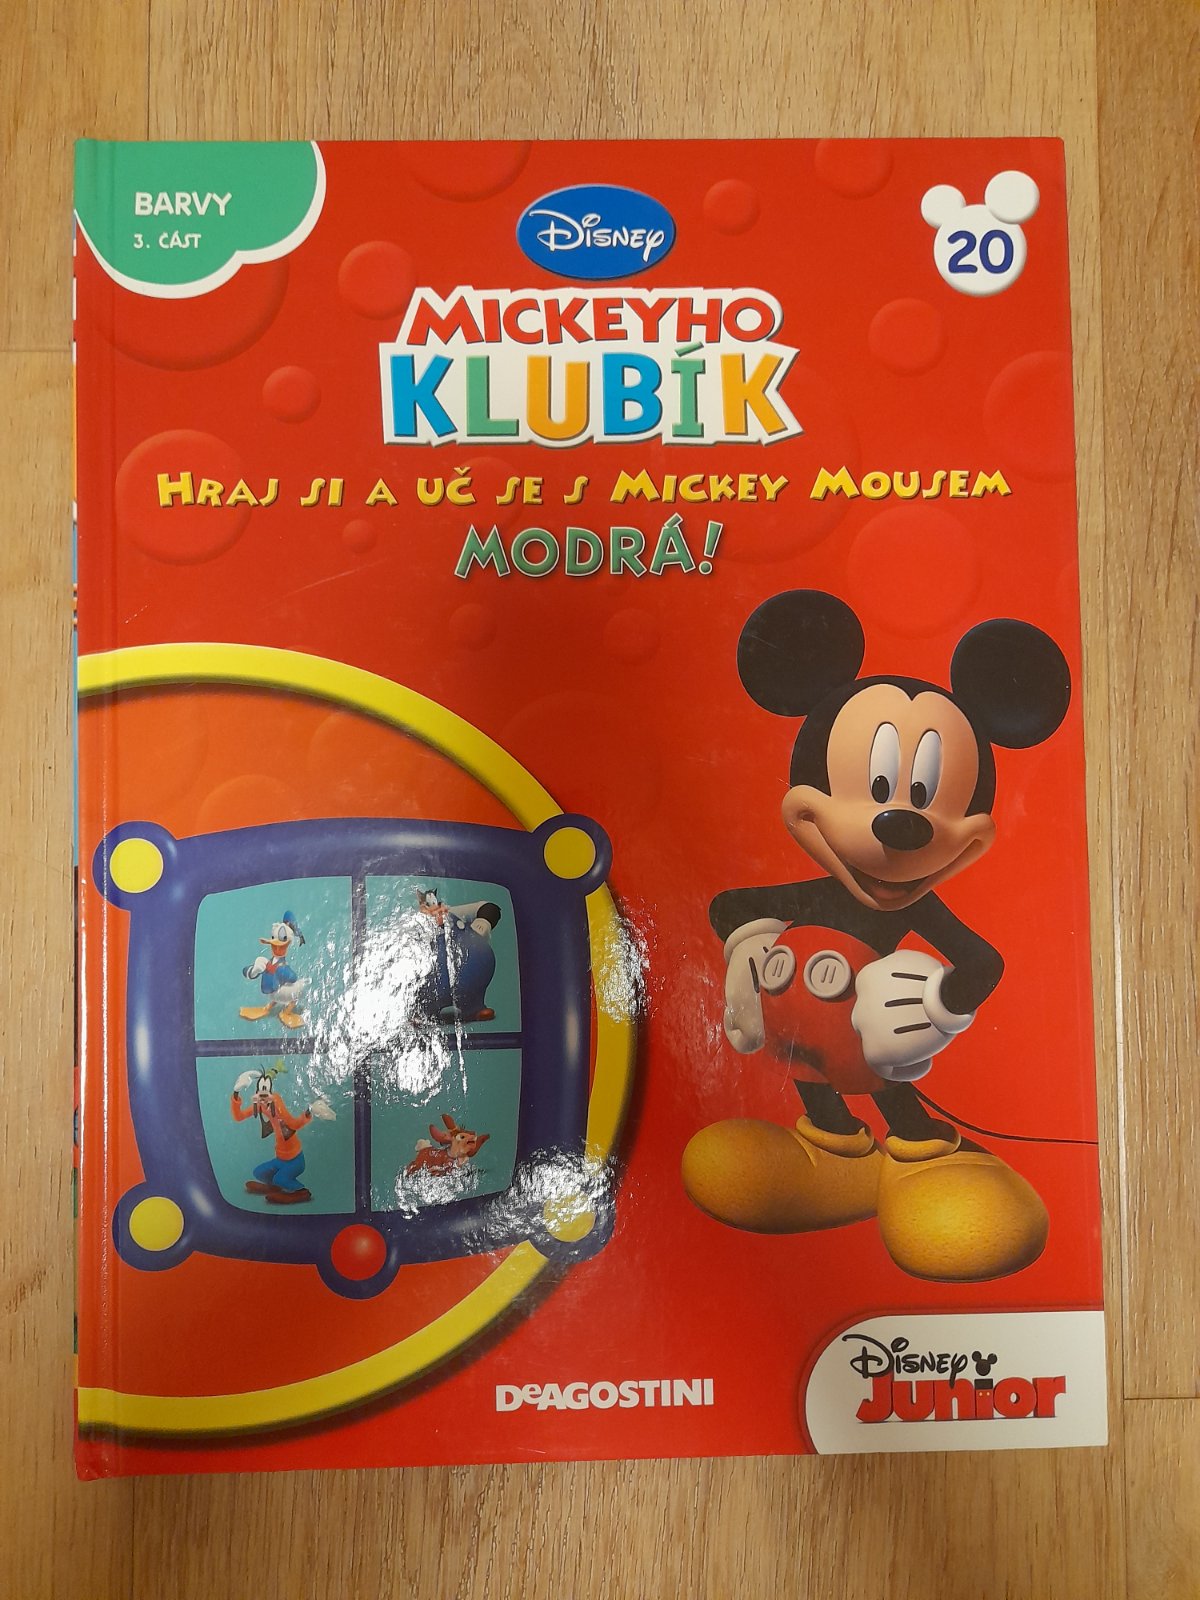 BARVY
3. ČÁST
DISNEY
20
MICKEYHO
KLUBÍK
HRAJ SI A UČ SE S MICKEY MOUSEM
MODRÁ!
DeAGOSTINI
DISNEY
Junior